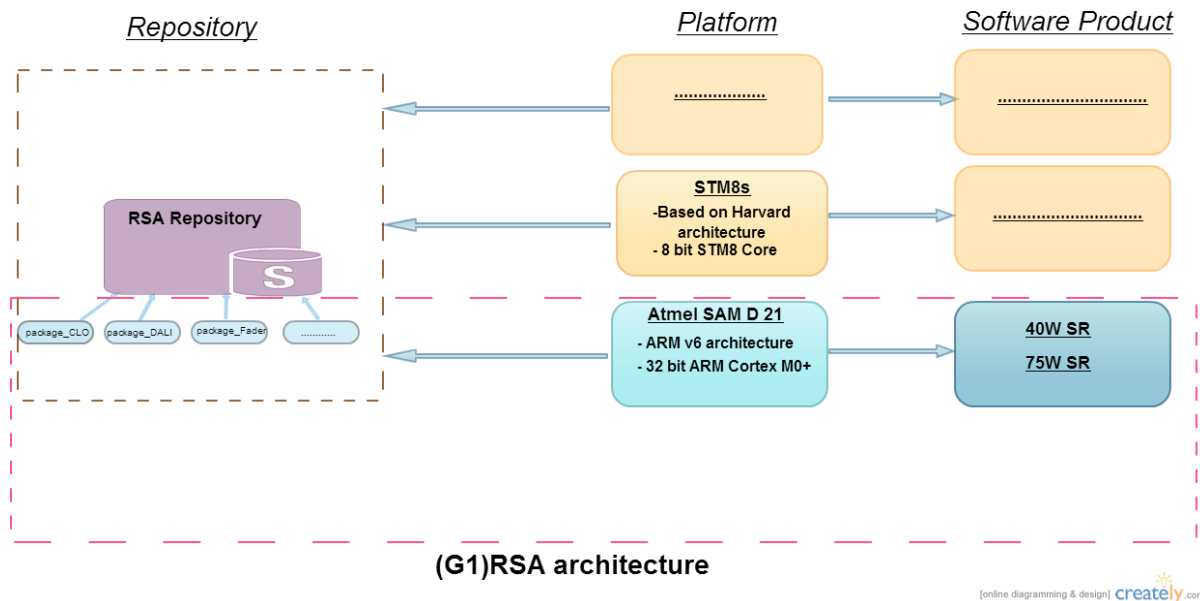 Repository
Platform
Software Product
...................
...............................
STM8s
-Based on Harvard
architecture
- 8 bit STM8 Core
...............................
RSA Repository
S
package_CLO
package_DALI
package_Fader
............
Atmel SAM D 21
- ARM v6 architecture
- 32 bit ARM Cortex M0+
40W SR
75W SR
(G1)RSA architecture
[online diagramming & design] creately.com